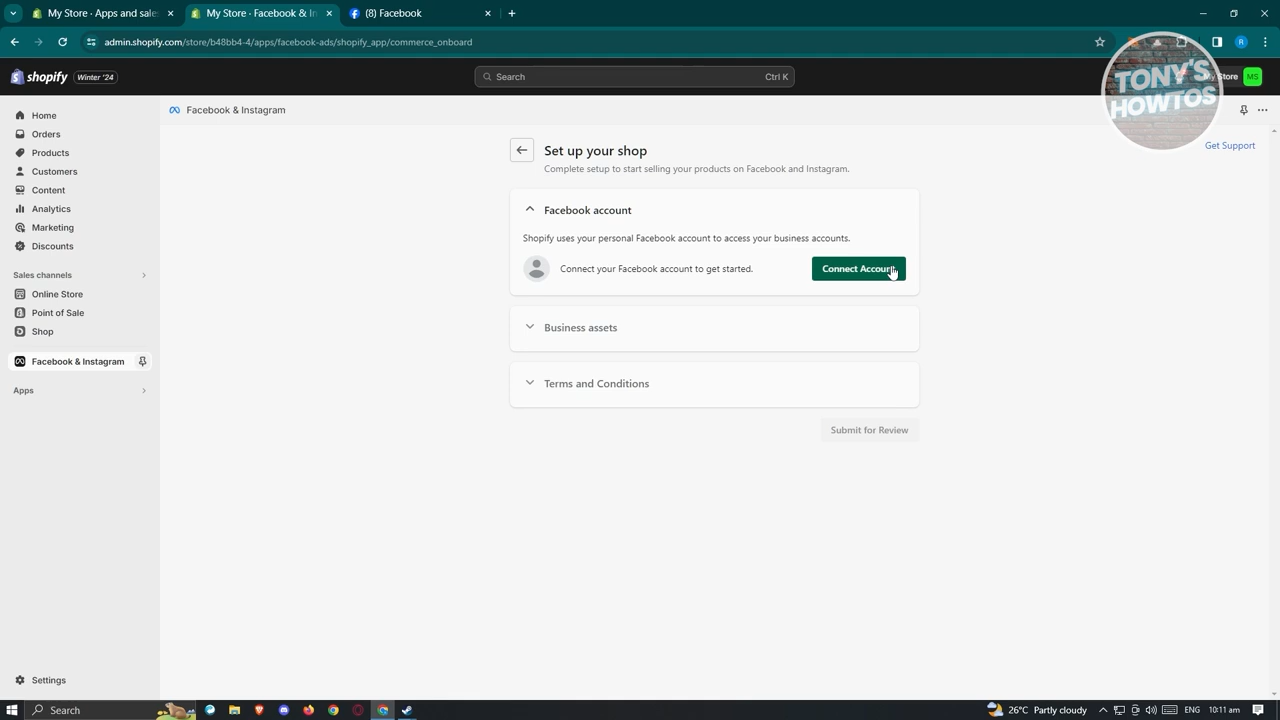 My Store · Apps and sales
My Store · Facebook & In
(8) Facebook
admin.shopify.com/store/b48bb4-4/apps/facebook-ads/shopify_app/commerce_onboard
R
shopify
Winter '24
Search
Ctrl K
My Store
MS
TONY'S
HOWTOS
Home
Orders
Products
Customers
Content
Analytics
Marketing
Discounts
Sales channels
Online Store
Point of Sale
Shop
Facebook & Instagram
Apps
Settings
Facebook & Instagram
Get Support
Set up your shop
Complete setup to start selling your products on Facebook and Instagram.
Facebook account
Shopify uses your personal Facebook account to access your business accounts.
Connect your Facebook account to get started.
Connect Account
Business assets
Terms and Conditions
Submit for Review
Search
26°C Partly cloudy
ENG
10:11 am